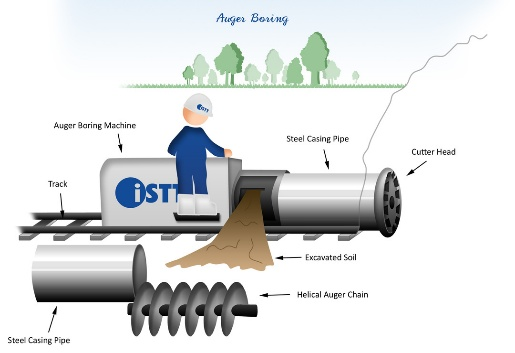 Auger Boring
Auger Boring Machine
Steel Casing Pipe
Cutter Head
Track
iSTT
Excavated Soil
Helical Auger Chain
Steel Casing Pipe